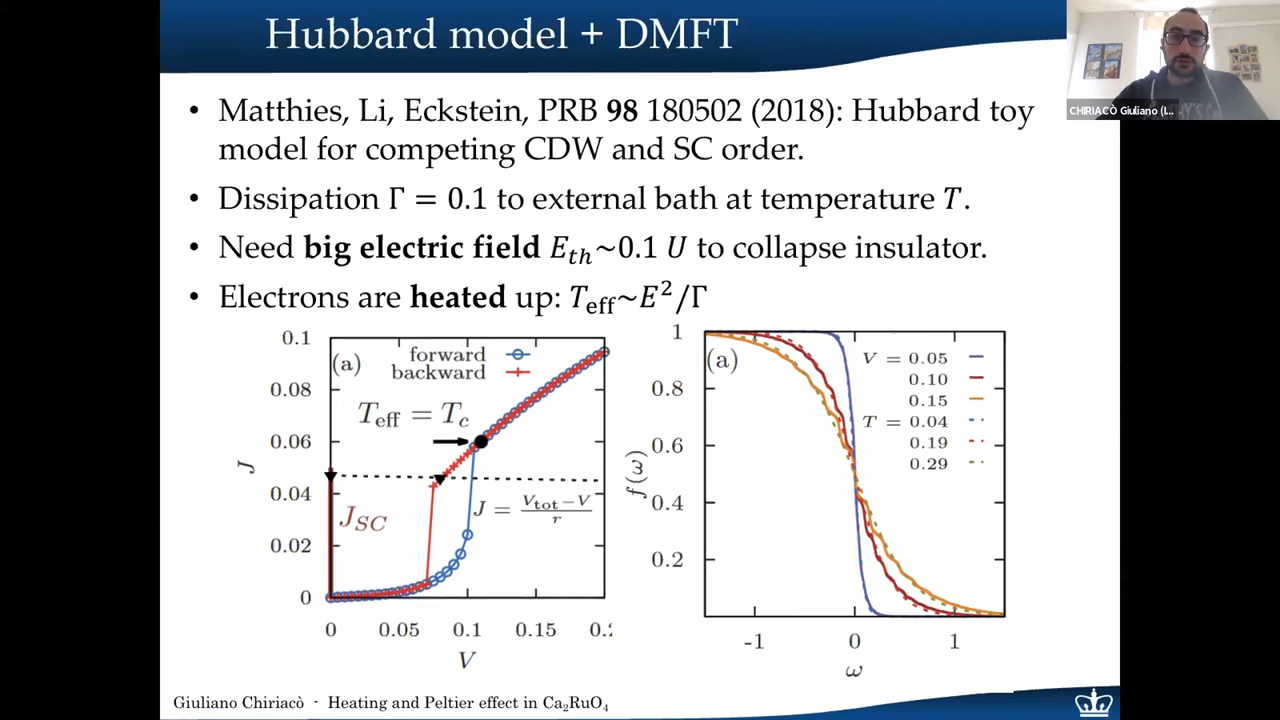 Hubbard model + DMFT
CHIRIACÒ Giuliano (I...
• Matthies, Li, Eckstein, PRB 98 180502 (2018): Hubbard toy
model for competing CDW and SC order.
• Dissipation Γ = 0.1 to external bath at temperature T.
• Need big electric field E_th~0.1 U to collapse insulator.
• Electrons are heated up: T_eff~E²/Γ
0.1
0.08
0.06
0.04
0.02
0
J
(a)
forward
backward
T_eff = T_c
J_SC
J = (V_tot−V)/r
0 0.05 0.1 0.15 0.2
V
1
0.8
0.6
0.4
0.2
f(ω)
(a)
V = 0.05
0.10
0.15
T = 0.04
0.19
0.29
-1 0 1
ω
Giuliano Chiriacò - Heating and Peltier effect in Ca₂RuO₄